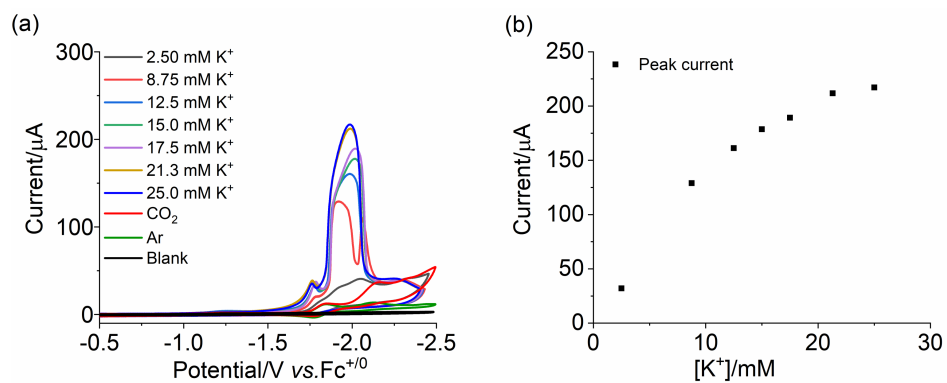 (a)
300
200
100
0
Current/μA
2.50 mM K⁺
8.75 mM K⁺
12.5 mM K⁺
15.0 mM K⁺
17.5 mM K⁺
21.3 mM K⁺
25.0 mM K⁺
CO₂
Ar
Blank
-0.5 -1.0 -1.5 -2.0 -2.5
Potential/V vs.Fc⁺/⁰
(b)
250
200
150
100
50
0
Current/μA
Peak current
0 10 20 30
[K⁺]/mM